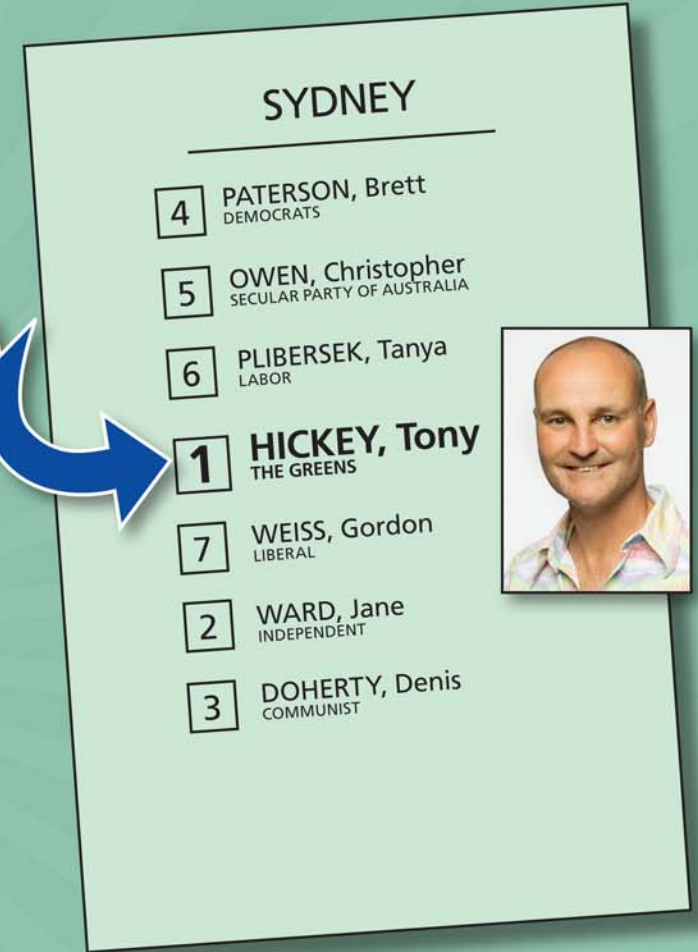 SYDNEY
4 PATERSON, Brett
DEMOCRATS
5 OWEN, Christopher
SECULAR PARTY OF AUSTRALIA
6 PLIBERSEK, Tanya
LABOR
1 HICKEY, Tony
THE GREENS
7 WEISS, Gordon
LIBERAL
2 WARD, Jane
INDEPENDENT
3 DOHERTY, Denis
COMMUNIST